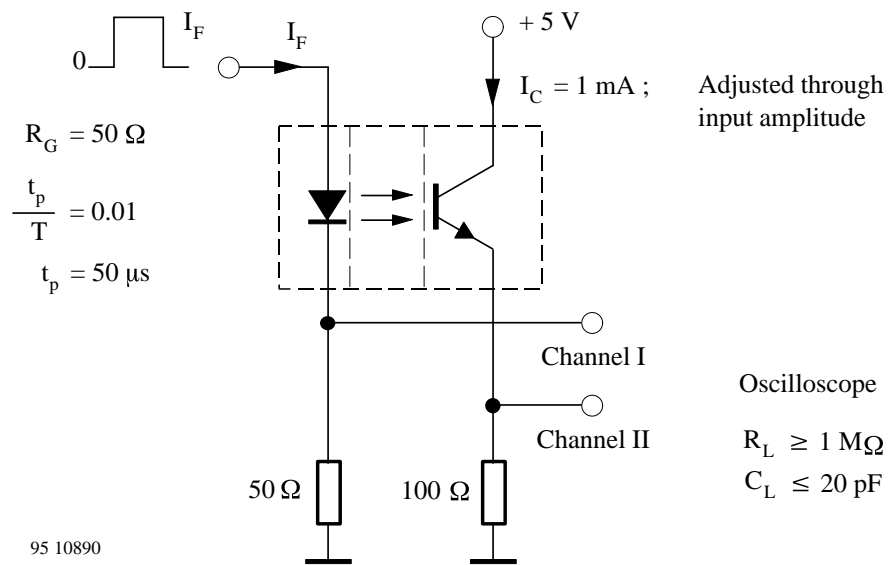 I_F
0
I_F
+ 5 V
I_C = 1 mA ;
Adjusted through
input amplitude
R_G = 50 Ω
t_p
T
= 0.01
t_p = 50 μs
Channel I
Channel II
Oscilloscope
R_L ≥ 1 MΩ
C_L ≤ 20 pF
50 Ω
100 Ω
95 10890